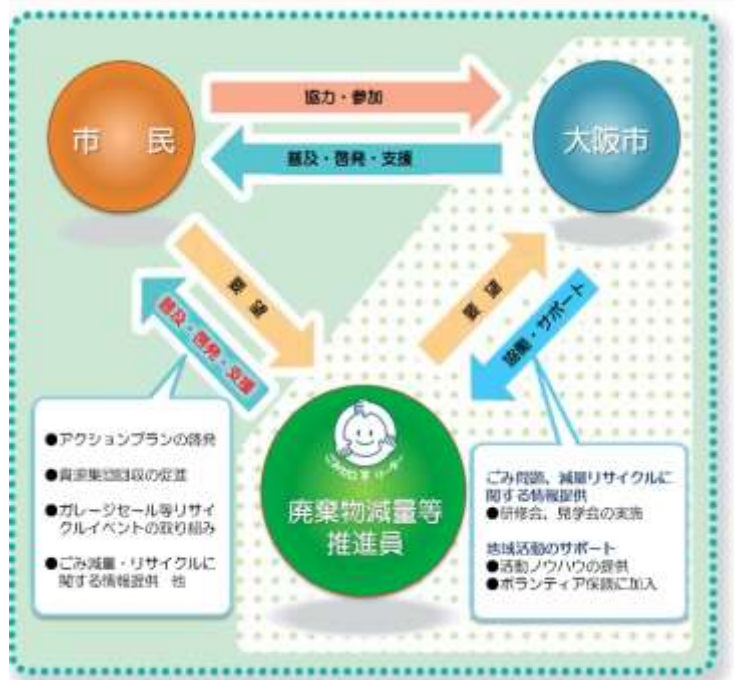 協力・参加
市 民
大阪市
普及・啓発・支援
要 望
要 望
普及・啓発・支援
協働・サポート
●アクションプランの啓発
●資源集団回収の促進
●ガレージセール等リサイ
クルイベントの取り組み
●ごみ減量・リサイクルに
関する情報提供 他
廃棄物減量等
推進員
ごみ問題、減量リサイクルに
関する情報提供
●研修会、見学会の実施
地域活動のサポート
●活動ノウハウの提供
●ボランティア保険に加入